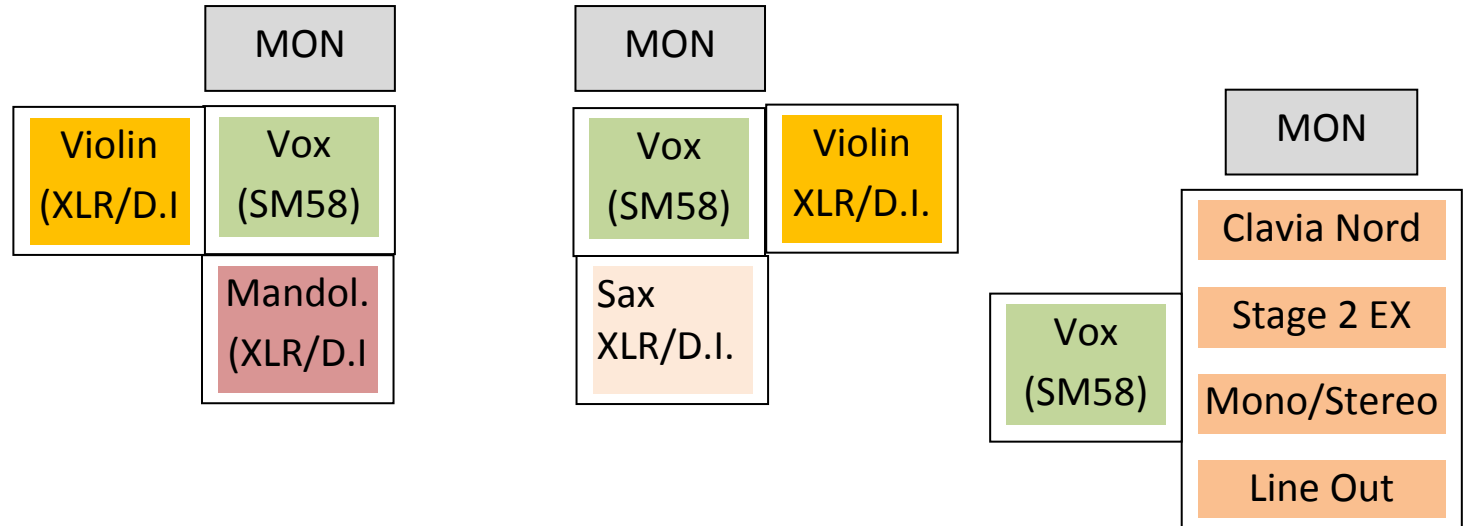 MON
Violin
(XLR/D.I
Vox
(SM58)
Mandol.
(XLR/D.I
MON
Vox
(SM58)
Violin
XLR/D.I.
Sax
XLR/D.I.
MON
Vox
(SM58)
Clavia Nord
Stage 2 EX
Mono/Stereo
Line Out